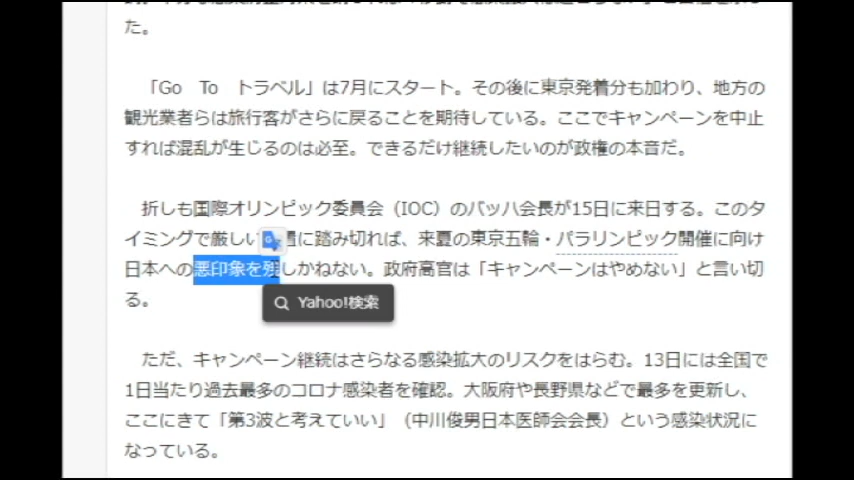 た。
「Go To トラベル」は7月にスタート。その後に東京発着分も加わり、地方の
観光業者らは旅行客がさらに戻ることを期待している。ここでキャンペーンを中止
すれば混乱が生じるのは必至。できるだけ継続したいのが政権の本音だ。
折しも国際オリンピック委員会（IOC）のバッハ会長が15日に来日する。このタ
イミングで厳しい に踏み切れば、来夏の東京五輪・パラリンピック開催に向け
日本への悪印象を残しかねない。政府高官は「キャンペーンはやめない」と言い切
る。
Yahoo!検索
ただ、キャンペーン継続はさらなる感染拡大のリスクをはらむ。13日には全国で
1日当たり過去最多のコロナ感染者を確認。大阪府や長野県などで最多を更新し、
ここにきて「第3波と考えていい」（中川俊男日本医師会会長）という感染状況に
なっている。